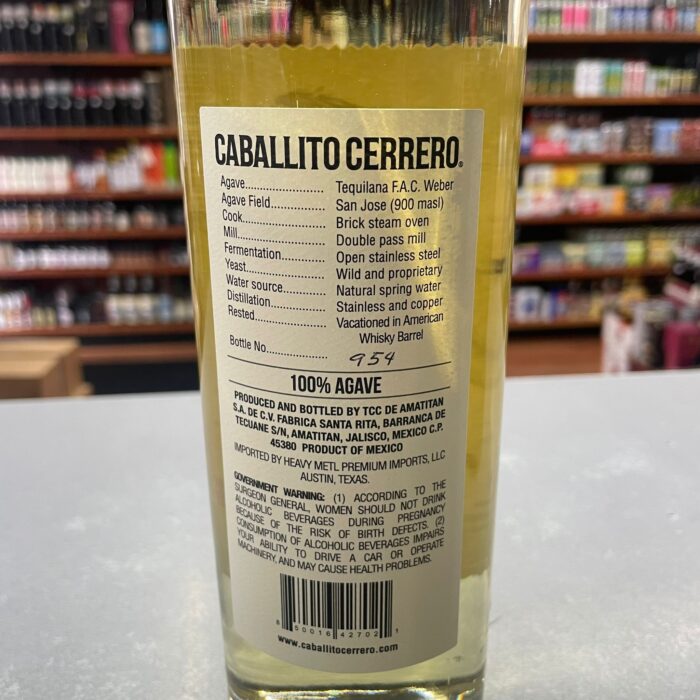 CABALLITO CERRERO®
Agave........................ Tequilana F.A.C. Weber
Agave Field................ San Jose (900 masl)
Cook......................... Brick steam oven
Mill........................... Double pass mill
Fermentation............. Open stainless steel
Yeast........................ Wild and proprietary
Water source............. Natural spring water
Distillation................. Stainless and copper
Rested...................... Vacationed in American
Whisky Barrel
Bottle No.................. 954
100% AGAVE
PRODUCED AND BOTTLED BY TCC DE AMATITAN
S.A. DE C.V. FABRICA SANTA RITA, BARRANCA DE
TECUANE S/N, AMATITAN, JALISCO, MEXICO C.P.
45380 PRODUCT OF MEXICO
IMPORTED BY HEAVY METL PREMIUM IMPORTS, LLC
AUSTIN, TEXAS.
GOVERNMENT WARNING: (1) ACCORDING TO THE
SURGEON GENERAL, WOMEN SHOULD NOT DRINK
ALCOHOLIC BEVERAGES DURING PREGNANCY
BECAUSE OF THE RISK OF BIRTH DEFECTS. (2)
CONSUMPTION OF ALCOHOLIC BEVERAGES IMPAIRS
YOUR ABILITY TO DRIVE A CAR OR OPERATE
MACHINERY, AND MAY CAUSE HEALTH PROBLEMS.
8 50016 42702 1
www.caballitocerrero.com